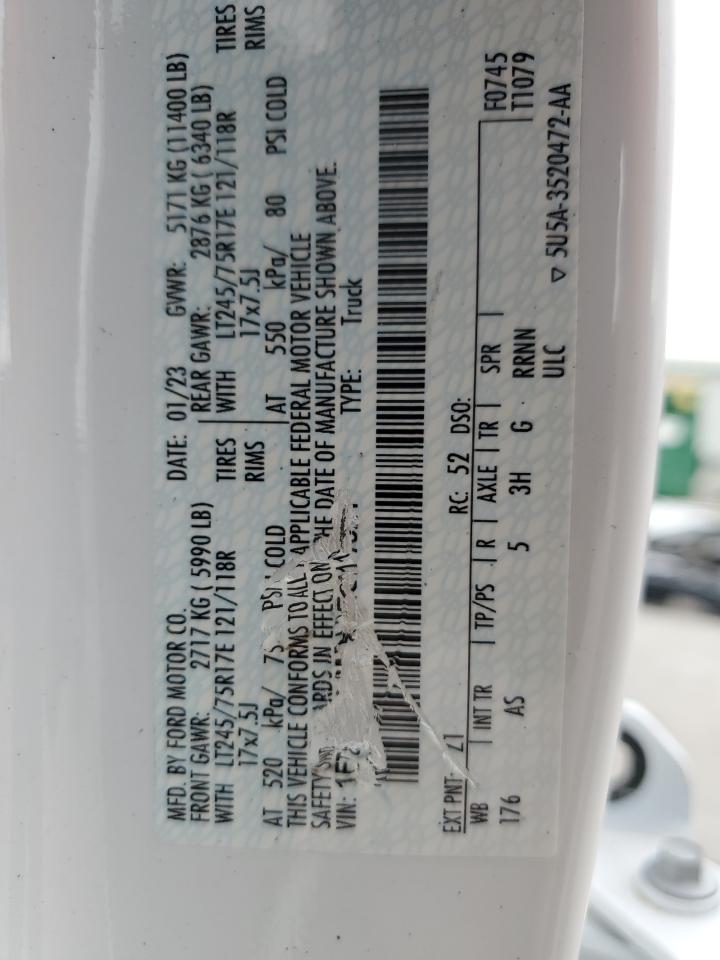 MFD. BY FORD MOTOR CO.
DATE: 01/23 GVWR: 5171 KG (11400 LB)
FRONT GAWR: 2717 KG ( 5990 LB)
REAR GAWR: 2876 KG ( 6340 LB)
WITH LT245/75R17E 121/118R TIRES
WITH LT245/75R17E 121/118R TIRES
17x7.5J RIMS
17x7.5J RIMS
AT 520 kPa/ 75 PSI COLD
AT 550 kPa/ 80 PSI COLD
THIS VEHICLE CONFORMS TO ALL APPLICABLE FEDERAL MOTOR VEHICLE
SAFETY IN EFFECT ON THE DATE OF MANUFACTURE SHOWN ABOVE.
VIN: TYPE: Truck
EXT PNT: Z1 RC: 52 DSO:
WB INT TR TP/PS R AXLE TR SPR F0745
176 AS 5 3H G RRNN T1079
ULC ▽ 5U5A-3520472-AA